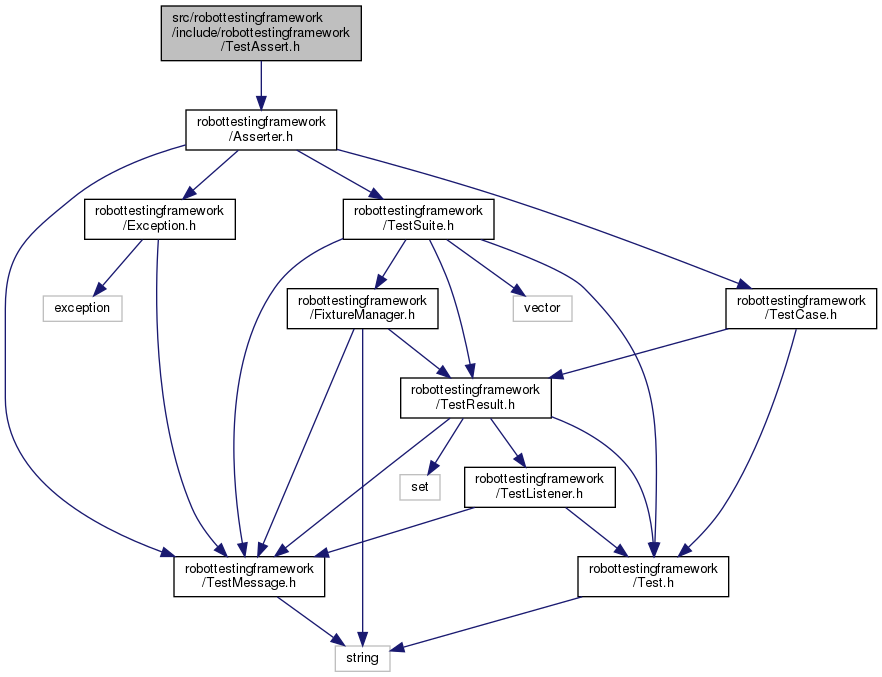 src/robottestingframework
/include/robottestingframework
/TestAssert.h
robottestingframework
/Asserter.h
robottestingframework
/Exception.h
robottestingframework
/TestSuite.h
exception
robottestingframework
/FixtureManager.h
vector
robottestingframework
/TestCase.h
robottestingframework
/TestResult.h
set
robottestingframework
/TestListener.h
robottestingframework
/TestMessage.h
robottestingframework
/Test.h
string